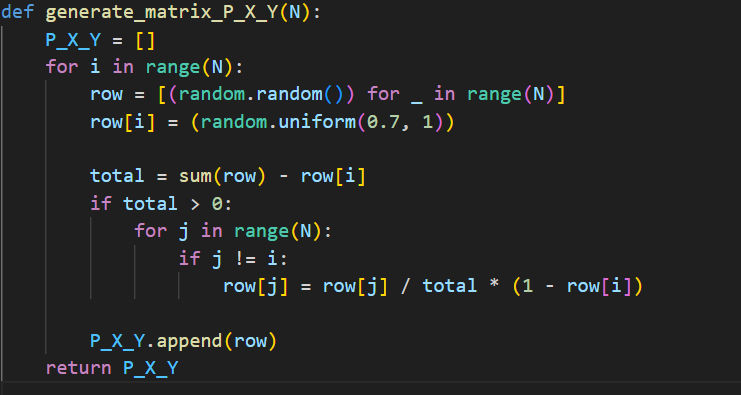 def generate_matrix_P_X_Y(N):
    P_X_Y = []
    for i in range(N):
        row = [(random.random()) for _ in range(N)]
        row[i] = (random.uniform(0.7, 1))

        total = sum(row) - row[i]
        if total > 0:
            for j in range(N):
                if j != i:
                    row[j] = row[j] / total * (1 - row[i])

        P_X_Y.append(row)
    return P_X_Y